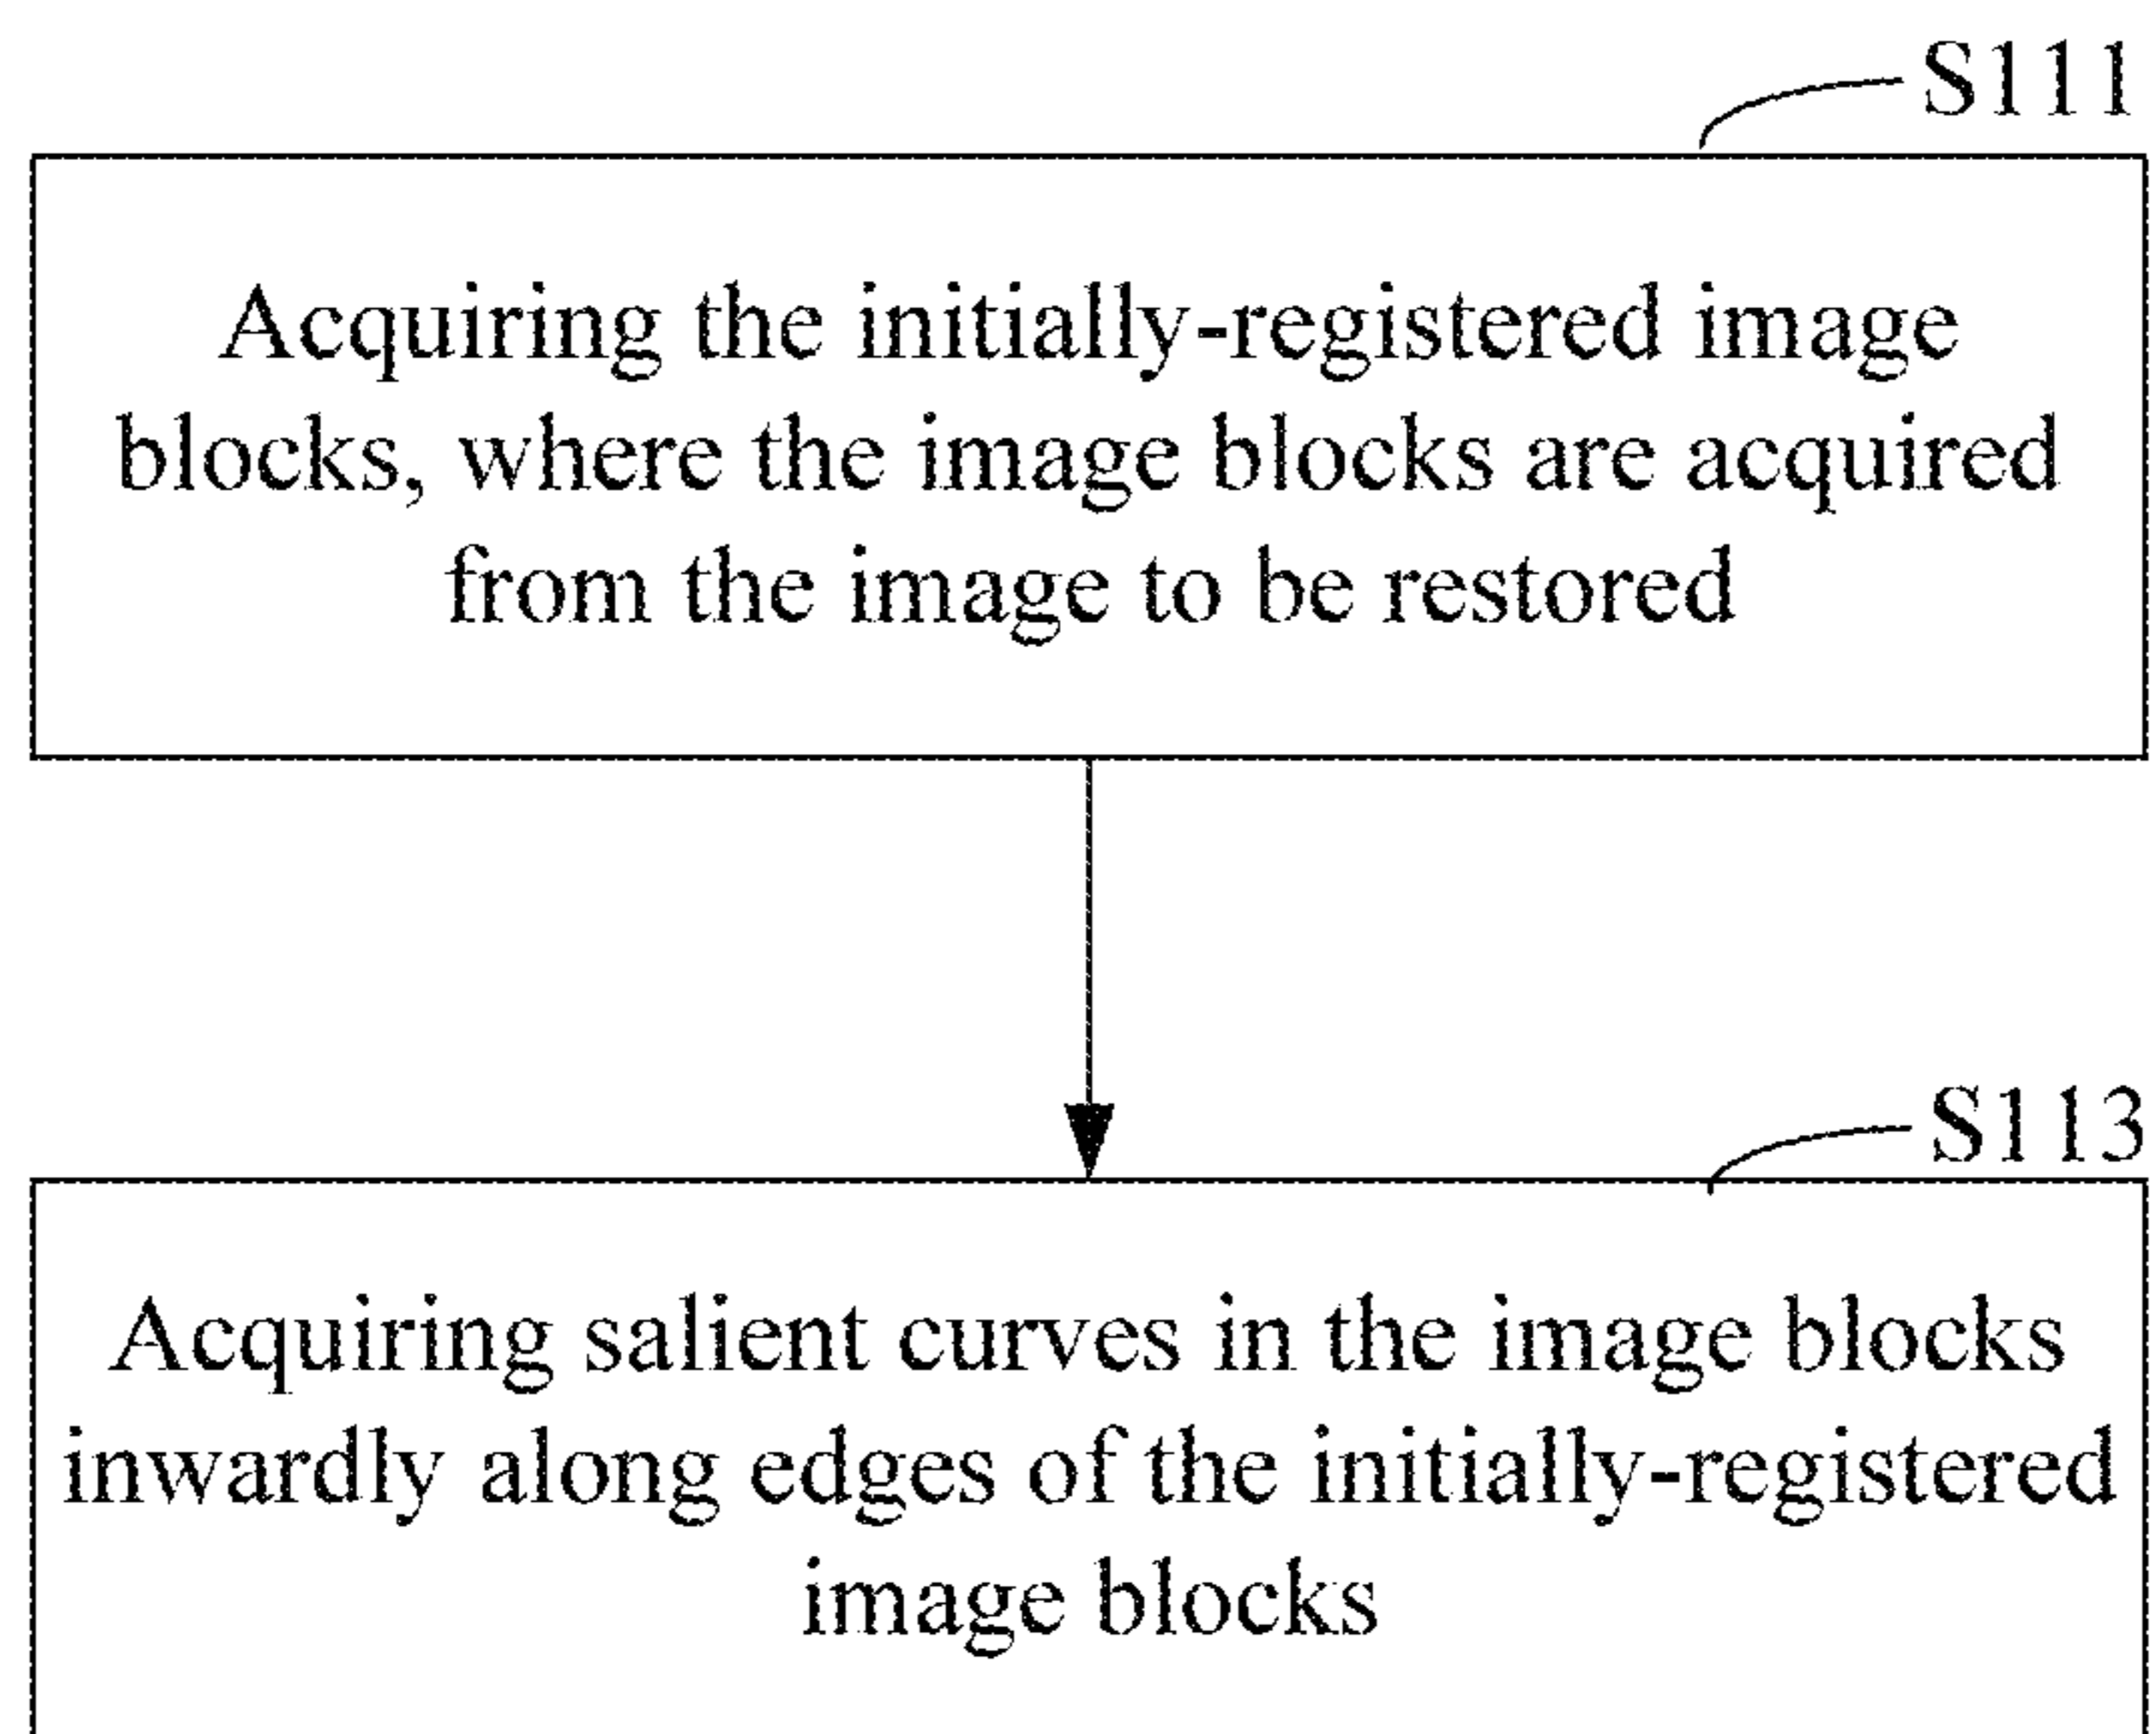 S111
Acquiring the initially-registered image
blocks, where the image blocks are acquired
from the image to be restored
S113
Acquiring salient curves in the image blocks
inwardly along edges of the initially-registered
image blocks